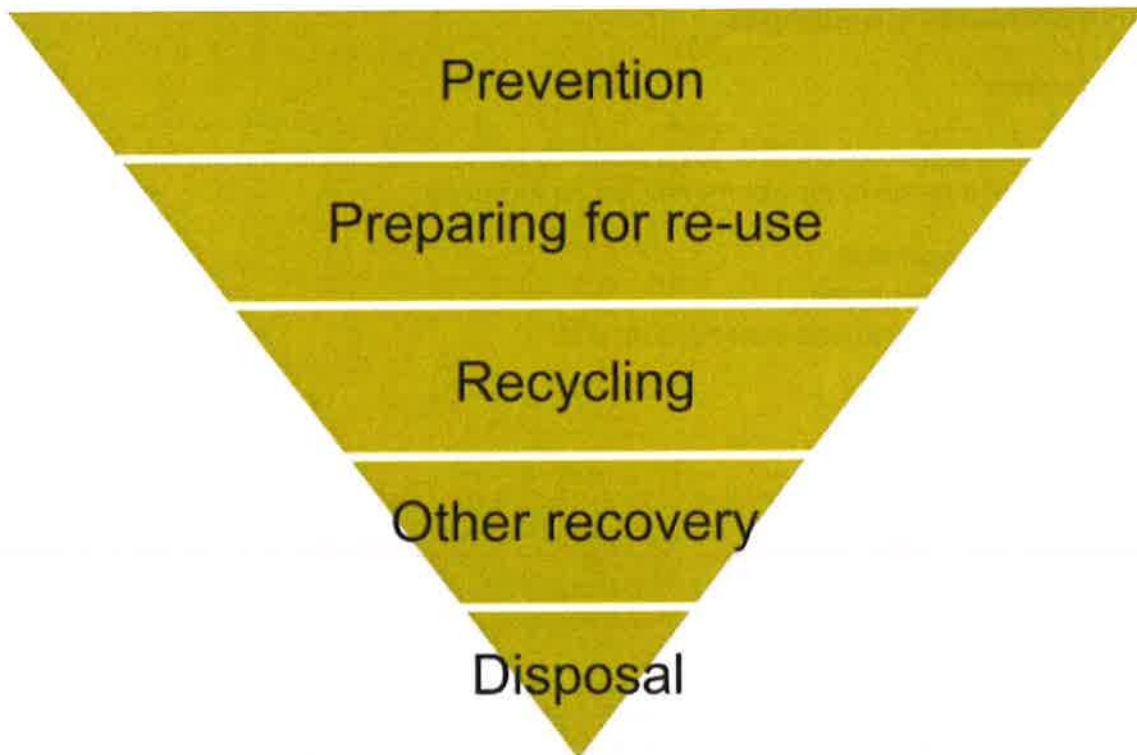 Prevention
Preparing for re-use
Recycling
Other recovery
Disposal